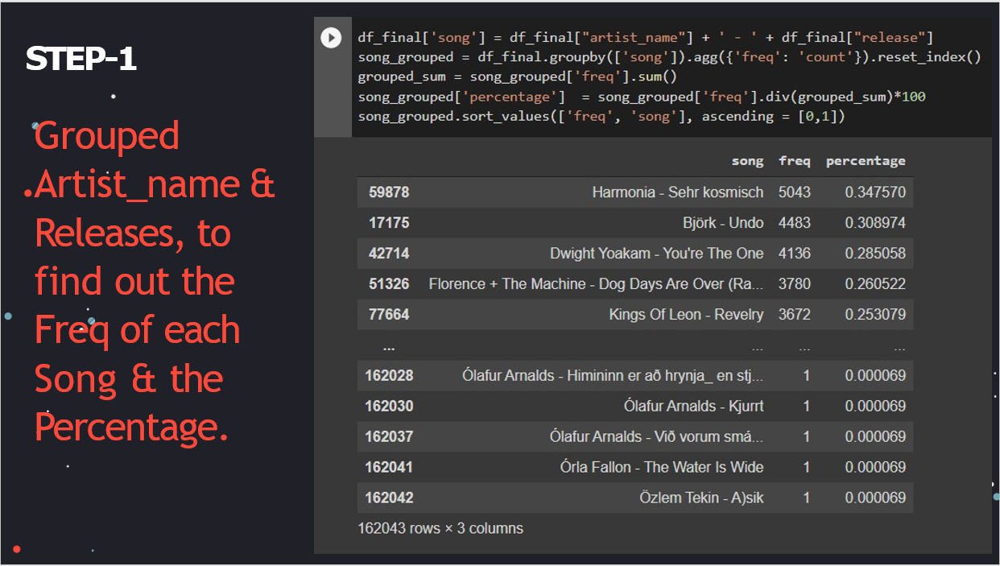 STEP-1
Grouped
Artist_name &
Releases, to
find out the
Freq of each
Song & the
Percentage.
df_final['song'] = df_final["artist_name"] + ' - ' + df_final["release"]
song_grouped = df_final.groupby(['song']).agg({'freq': 'count'}).reset_index()
grouped_sum = song_grouped['freq'].sum()
song_grouped['percentage']  = song_grouped['freq'].div(grouped_sum)*100
song_grouped.sort_values(['freq', 'song'], ascending = [0,1])
song freq percentage
59878 Harmonia - Sehr kosmisch 5043 0.347570
17175 Björk - Undo 4483 0.308974
42714 Dwight Yoakam - You're The One 4136 0.285058
51326 Florence + The Machine - Dog Days Are Over (Ra... 3780 0.260522
77664 Kings Of Leon - Revelry 3672 0.253079
... ... ... ...
162028 Ólafur Arnalds - Himininn er að hrynja_ en stj... 1 0.000069
162030 Ólafur Arnalds - Kjurrt 1 0.000069
162037 Ólafur Arnalds - Við vorum smá... 1 0.000069
162041 Órla Fallon - The Water Is Wide 1 0.000069
162042 Özlem Tekin - A)sik 1 0.000069
162043 rows × 3 columns